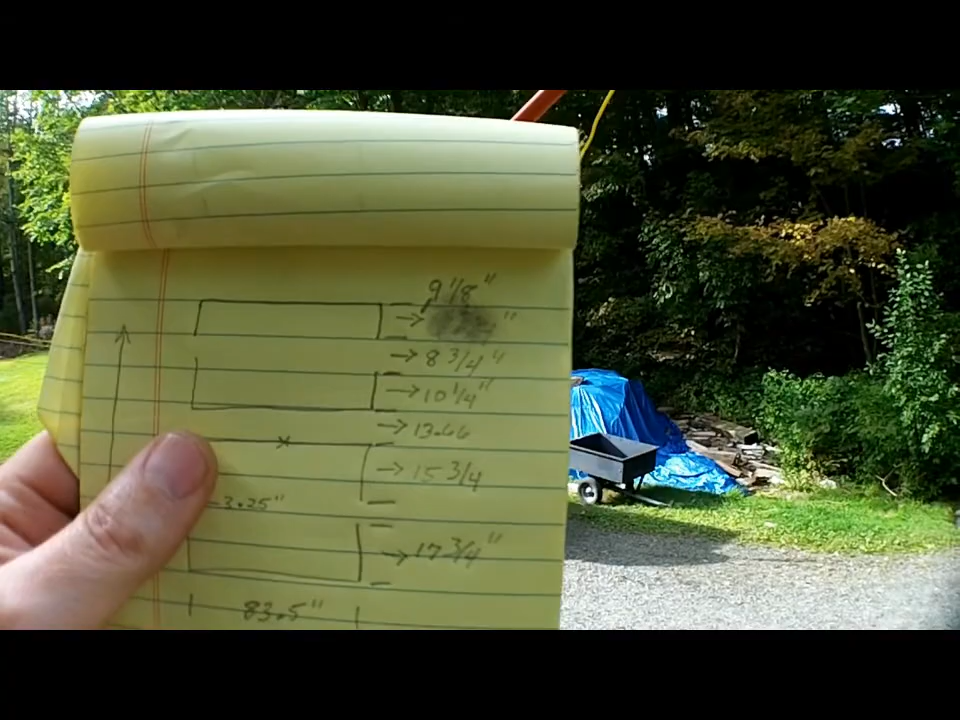 9 1/8"
→ "
→ 8 3/4"
→ 10 1/4"
→ 13.66
→ 15 3/4
3.25"
→ 17 3/4"
83.5"